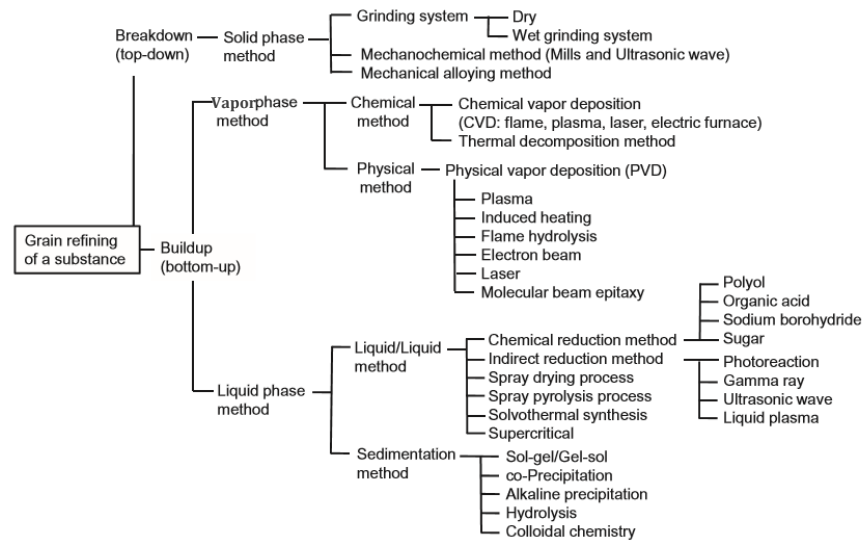 Grain refining
of a substance
Breakdown
(top-down)
Solid phase
method
Grinding system
Dry
Wet grinding system
Mechanochemical method (Mills and Ultrasonic wave)
Mechanical alloying method
Buildup
(bottom-up)
Vaporphase
method
Chemical
method
Chemical vapor deposition
(CVD: flame, plasma, laser, electric furnace)
Thermal decomposition method
Physical
method
Physical vapor deposition (PVD)
Plasma
Induced heating
Flame hydrolysis
Electron beam
Laser
Molecular beam epitaxy
Liquid phase
method
Liquid/Liquid
method
Chemical reduction method
Polyol
Organic acid
Sodium borohydride
Sugar
Indirect reduction method
Photoreaction
Gamma ray
Ultrasonic wave
Liquid plasma
Spray drying process
Spray pyrolysis process
Solvothermal synthesis
Supercritical
Sedimentation
method
Sol-gel/Gel-sol
co-Precipitation
Alkaline precipitation
Hydrolysis
Colloidal chemistry